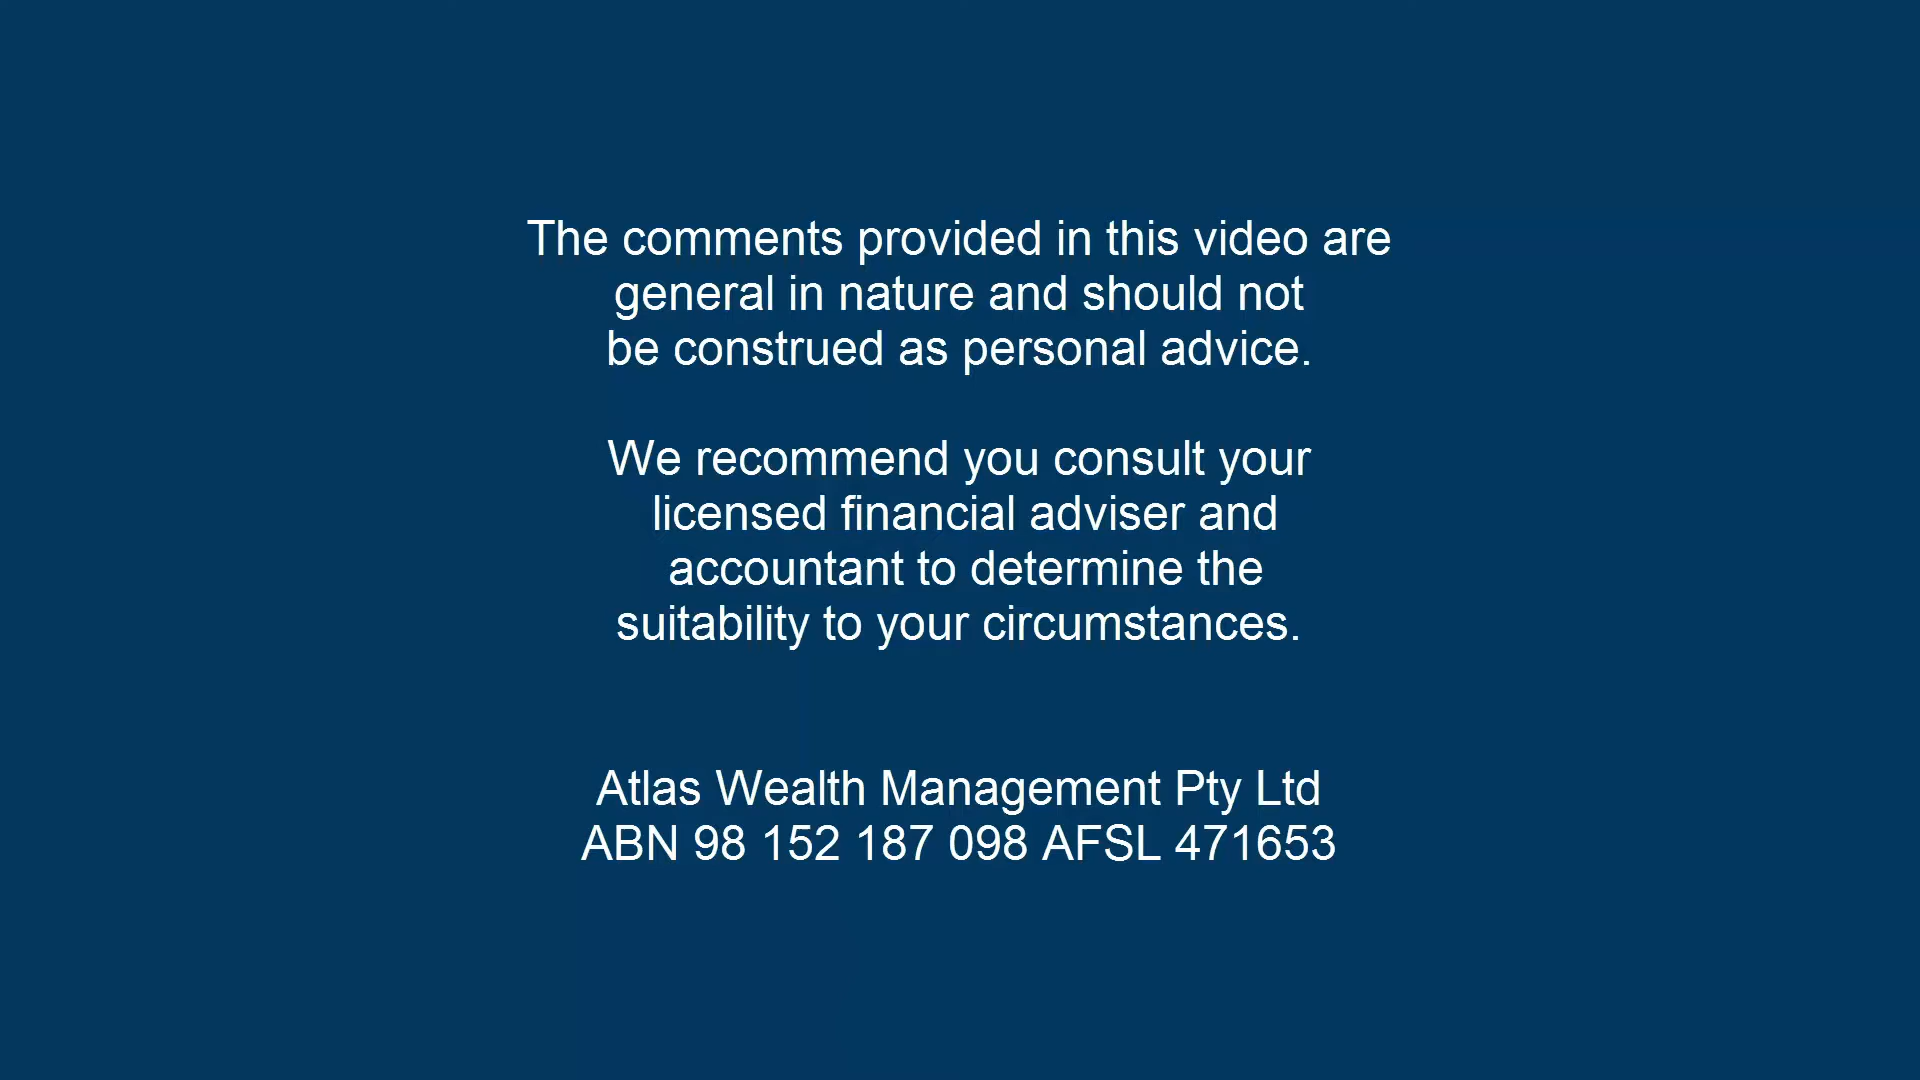 The comments provided in this video are
general in nature and should not
be construed as personal advice.
We recommend you consult your
licensed financial adviser and
accountant to determine the
suitability to your circumstances.
Atlas Wealth Management Pty Ltd
ABN 98 152 187 098 AFSL 471653